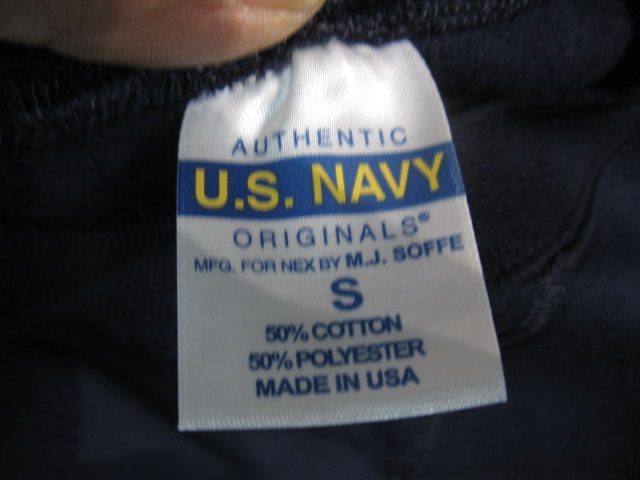 AUTHENTIC
U.S. NAVY
ORIGINALS®
MFG. FOR NEX BY M.J. SOFFE
S
50% COTTON
50% POLYESTER
MADE IN USA